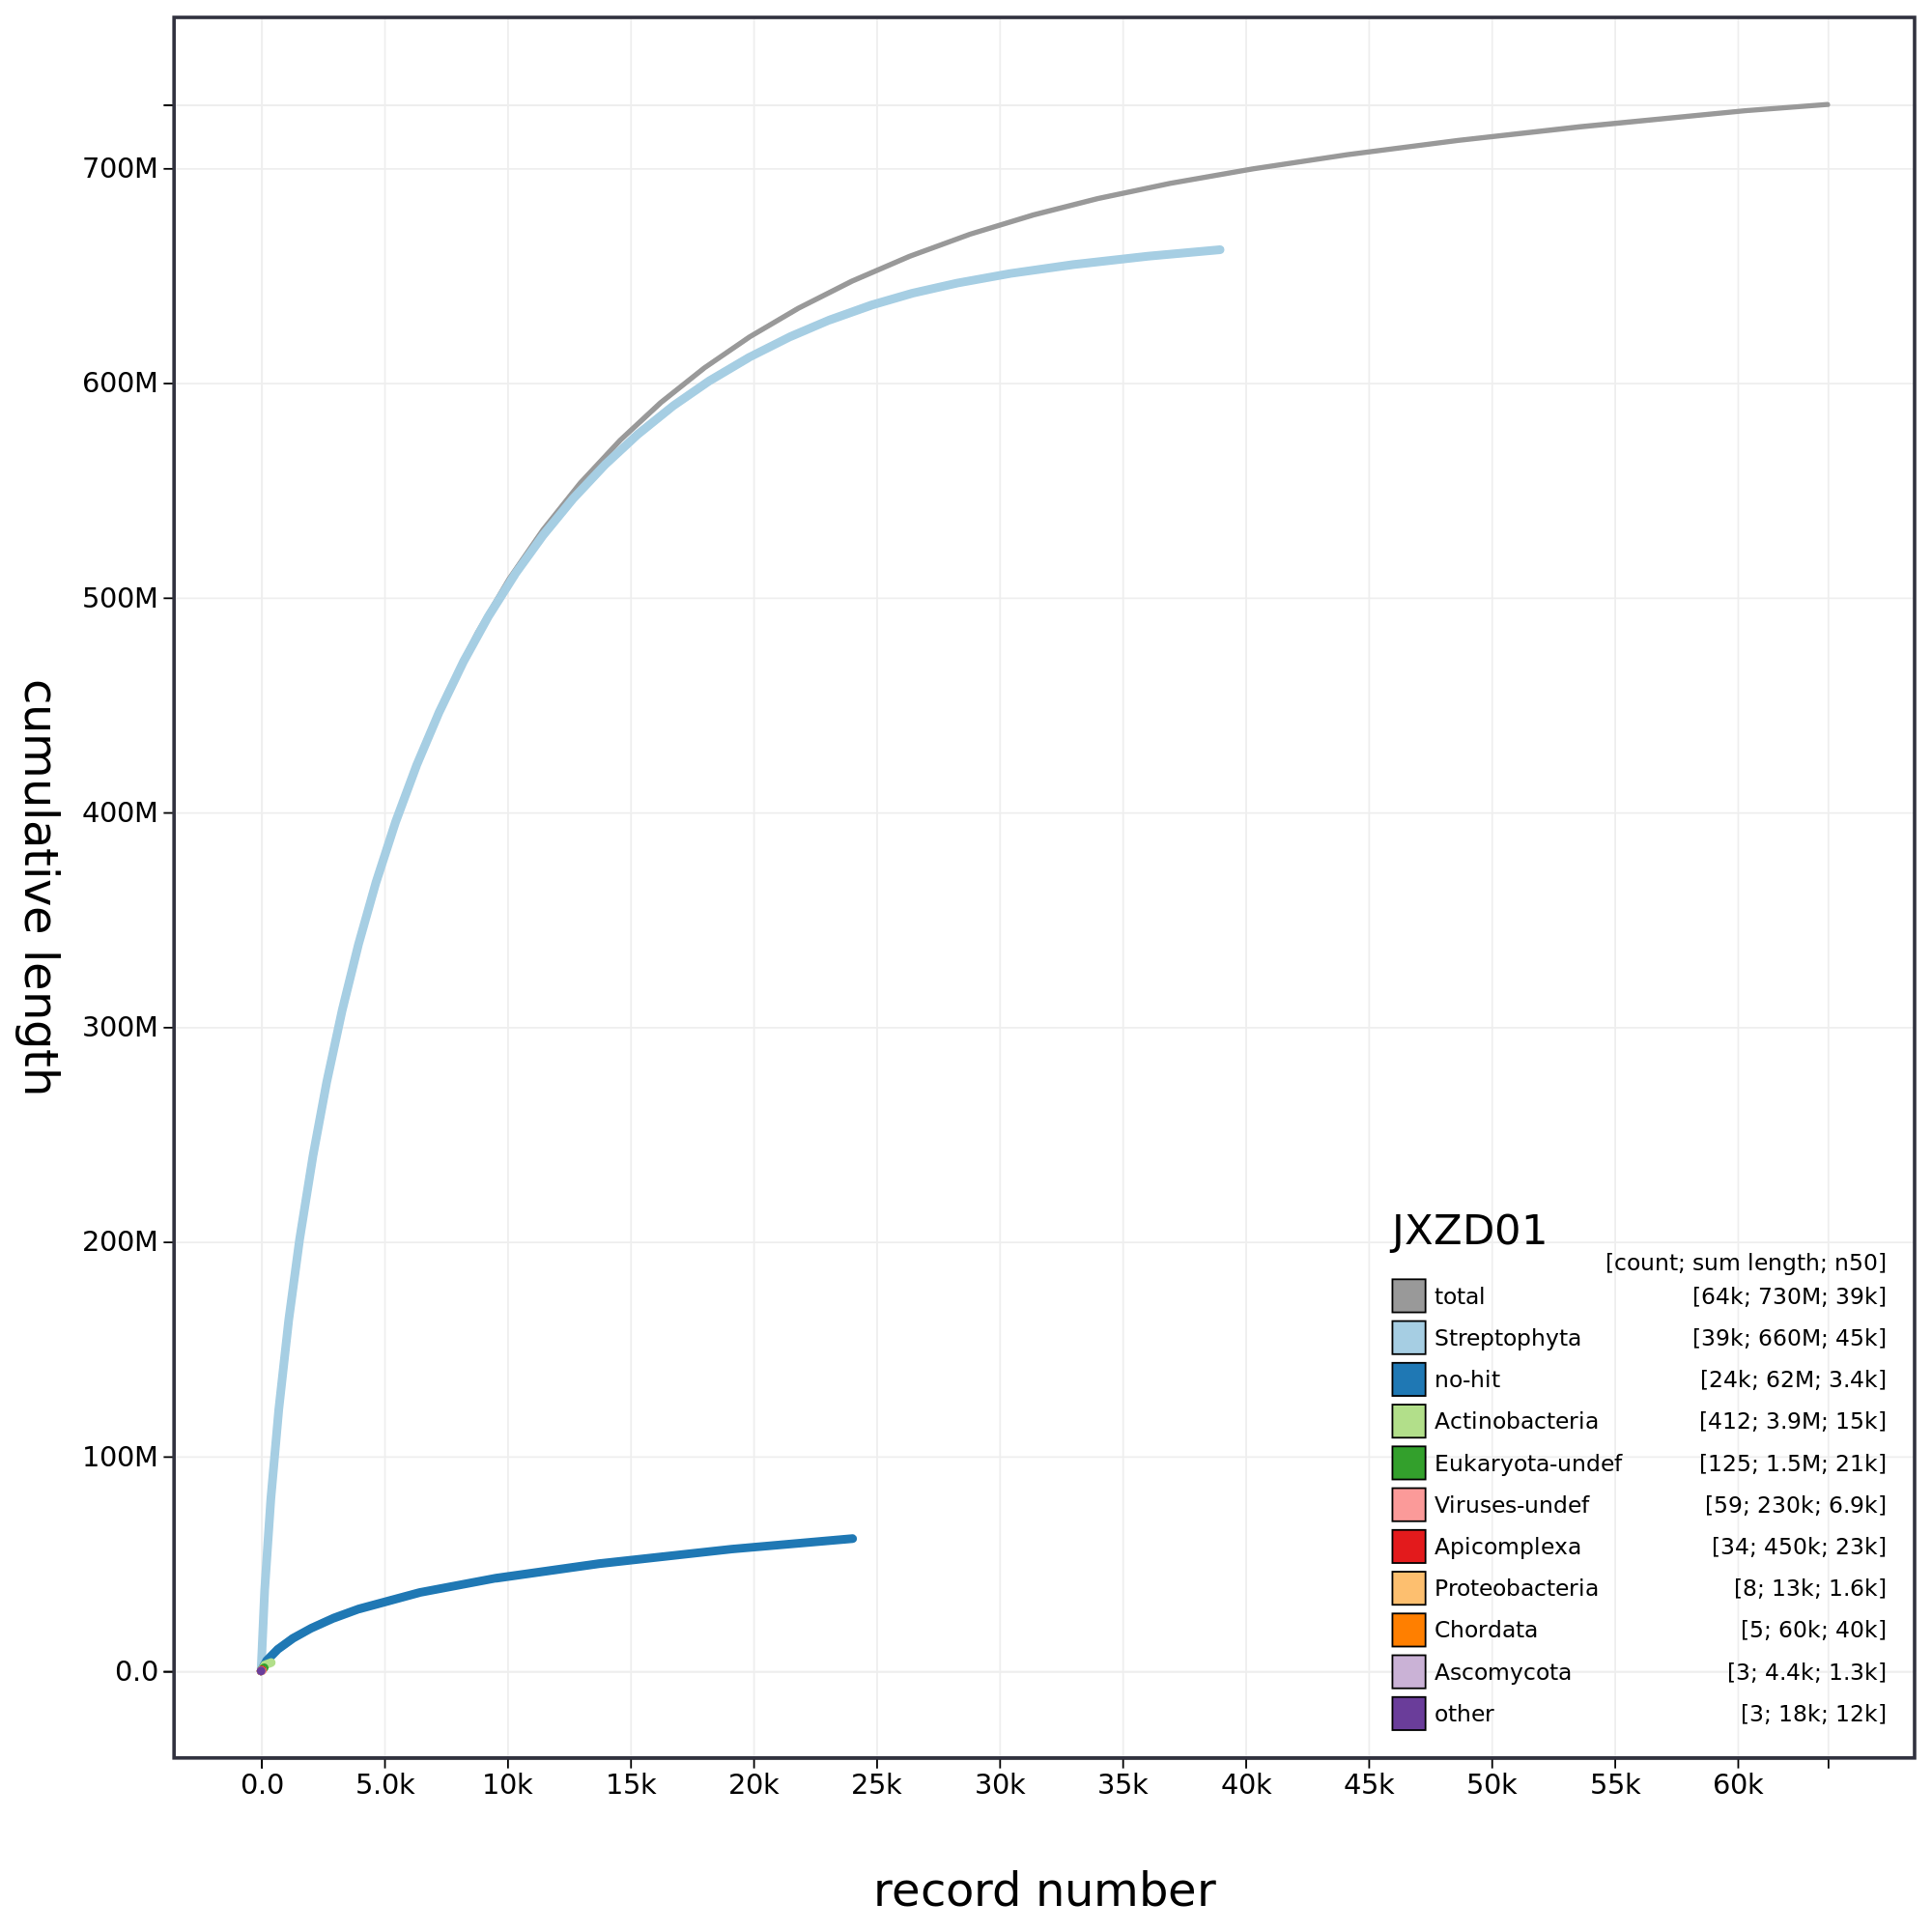 cumulative length
700M
600M
500M
400M
300M
200M
100M
0.0
JXZD01
[count; sum length; n50]
total [64k; 730M; 39k]
Streptophyta [39k; 660M; 45k]
no-hit [24k; 62M; 3.4k]
Actinobacteria [412; 3.9M; 15k]
Eukaryota-undef [125; 1.5M; 21k]
Viruses-undef [59; 230k; 6.9k]
Apicomplexa [34; 450k; 23k]
Proteobacteria [8; 13k; 1.6k]
Chordata [5; 60k; 40k]
Ascomycota [3; 4.4k; 1.3k]
other [3; 18k; 12k]
0.0 5.0k 10k 15k 20k 25k 30k 35k 40k 45k 50k 55k 60k
record number